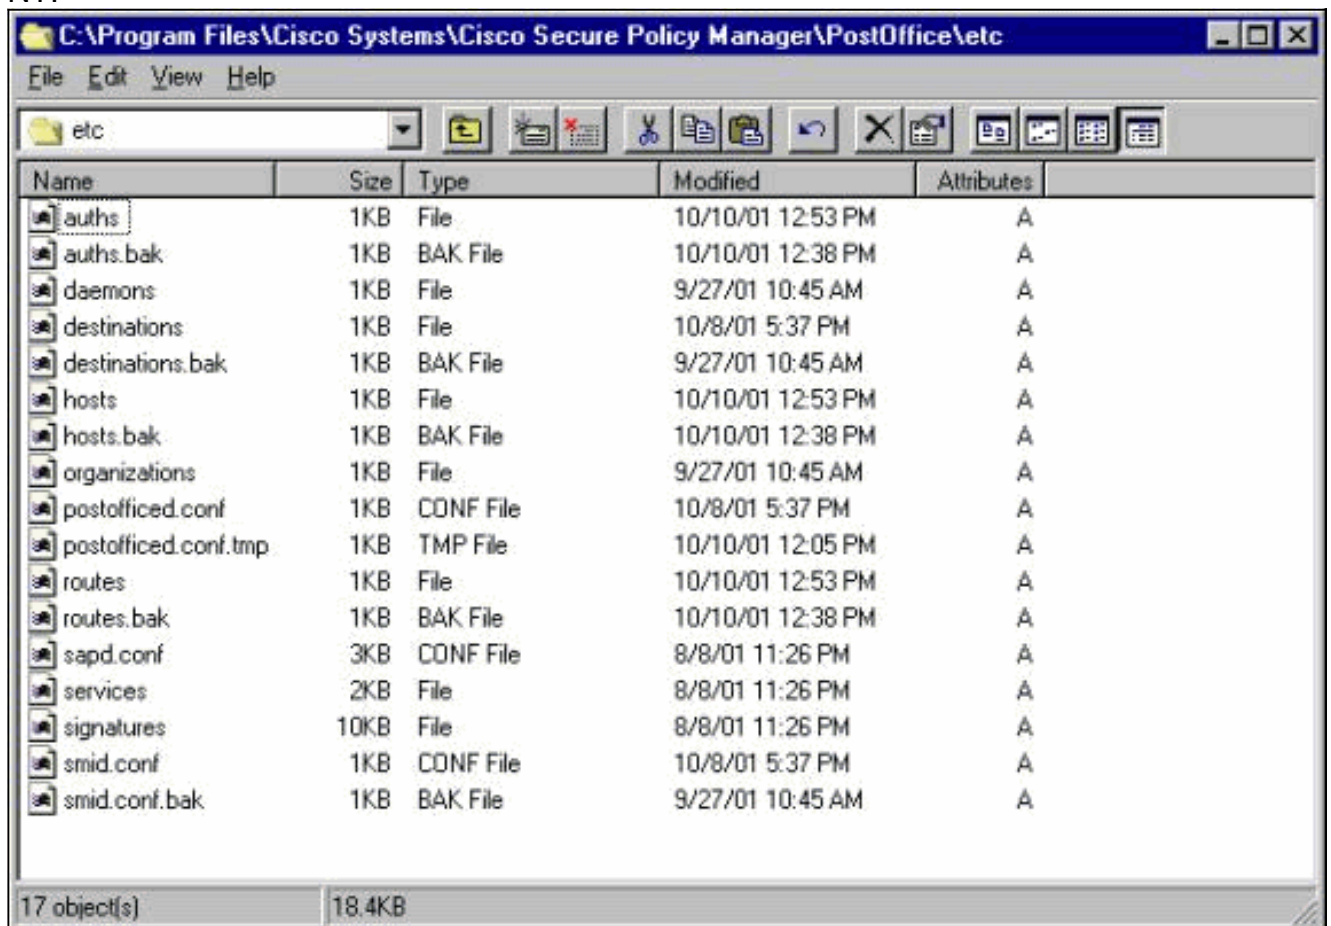 C:\Program Files\Cisco Systems\Cisco Secure Policy Manager\PostOffice\etc
File Edit View Help
etc
Name Size Type Modified Attributes
auths 1KB File 10/10/01 12:53 PM A
auths.bak 1KB BAK File 10/10/01 12:38 PM A
daemons 1KB File 9/27/01 10:45 AM A
destinations 1KB File 10/8/01 5:37 PM A
destinations.bak 1KB BAK File 9/27/01 10:45 AM A
hosts 1KB File 10/10/01 12:53 PM A
hosts.bak 1KB BAK File 10/10/01 12:38 PM A
organizations 1KB File 9/27/01 10:45 AM A
postofficed.conf 1KB CONF File 10/8/01 5:37 PM A
postofficed.conf.tmp 1KB TMP File 10/10/01 12:05 PM A
routes 1KB File 10/10/01 12:53 PM A
routes.bak 1KB BAK File 10/10/01 12:38 PM A
sapd.conf 3KB CONF File 8/8/01 11:26 PM A
services 2KB File 8/8/01 11:26 PM A
signatures 10KB File 8/8/01 11:26 PM A
smid.conf 1KB CONF File 10/8/01 5:37 PM A
smid.conf.bak 1KB BAK File 9/27/01 10:45 AM A
17 object(s) 18.4KB